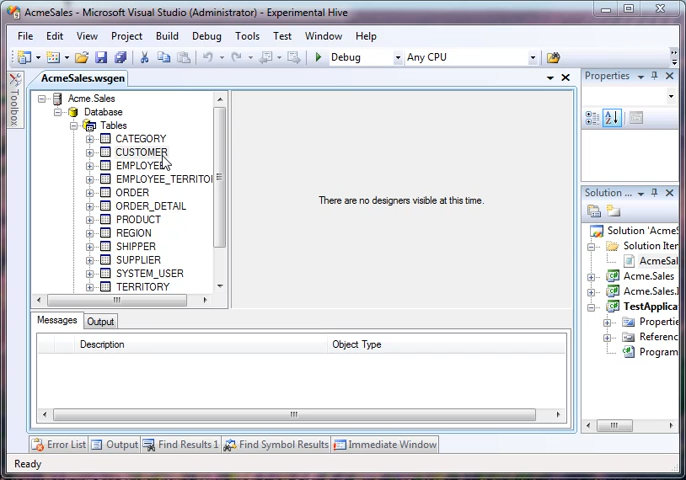 AcmeSales - Microsoft Visual Studio (Administrator) - Experimental Hive
File Edit View Project Build Debug Tools Test Window Help
Debug Any CPU
Toolbox
AcmeSales.wsgen
Acme.Sales
Database
Tables
CATEGORY
CUSTOMER
EMPLOYEE
EMPLOYEE_TERRITOI
ORDER
ORDER_DETAIL
PRODUCT
REGION
SHIPPER
SUPPLIER
SYSTEM_USER
TERRITORY
There are no designers visible at this time.
Messages Output
Description Object Type
Properties
Solution ...
Solution 'AcmeS
Solution Iten
AcmeSal
Acme.Sales
Acme.Sales.I
TestApplica
Properti
Referenc
Program
Error List Output Find Results 1 Find Symbol Results Immediate Window
Ready